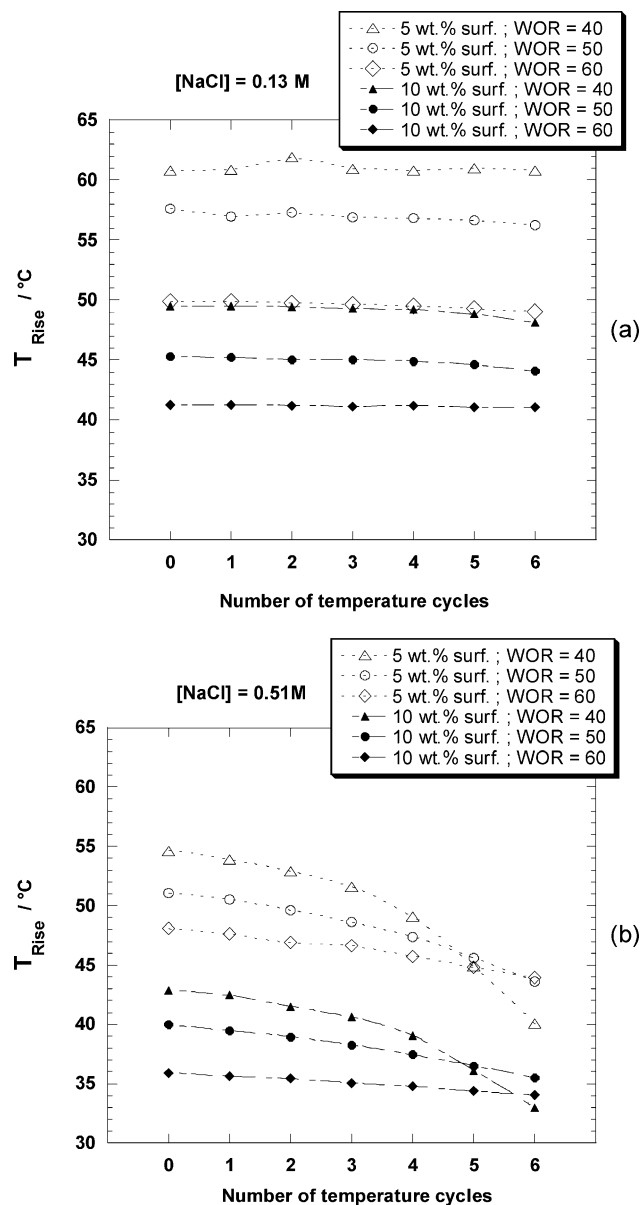 5 wt.% surf. ; WOR = 40
5 wt.% surf. ; WOR = 50
5 wt.% surf. ; WOR = 60
10 wt.% surf. ; WOR = 40
10 wt.% surf. ; WOR = 50
10 wt.% surf. ; WOR = 60
[NaCl] = 0.13 M
65
60
55
50
45
40
35
30
T Rise / °C
(a)
0 1 2 3 4 5 6
Number of temperature cycles
5 wt.% surf. ; WOR = 40
5 wt.% surf. ; WOR = 50
5 wt.% surf. ; WOR = 60
10 wt.% surf. ; WOR = 40
10 wt.% surf. ; WOR = 50
10 wt.% surf. ; WOR = 60
[NaCl] = 0.51M
65
60
55
50
45
40
35
30
T Rise / °C
(b)
0 1 2 3 4 5 6
Number of temperature cycles